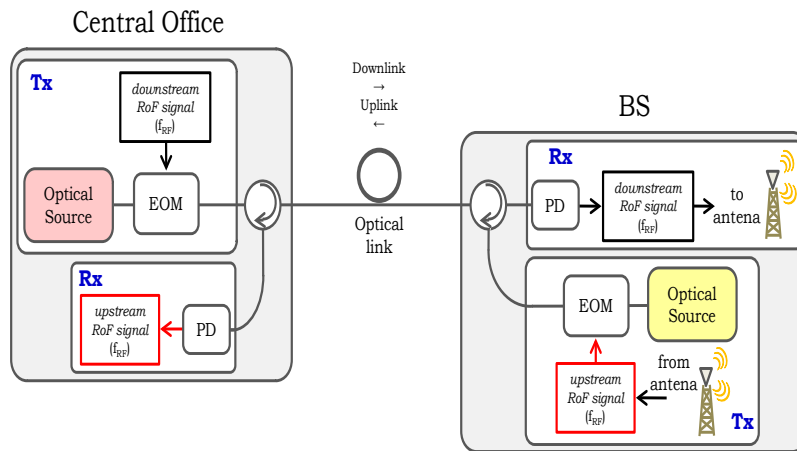 Central Office
Tx
downstream
RoF signal
(fRF)
Optical
Source
EOM
Rx
upstream
RoF signal
(fRF)
PD
Downlink
→
Uplink
←
Optical
link
BS
Rx
PD
downstream
RoF signal
(fRF)
to
antena
EOM
Optical
Source
upstream
RoF signal
(fRF)
from
antena
Tx